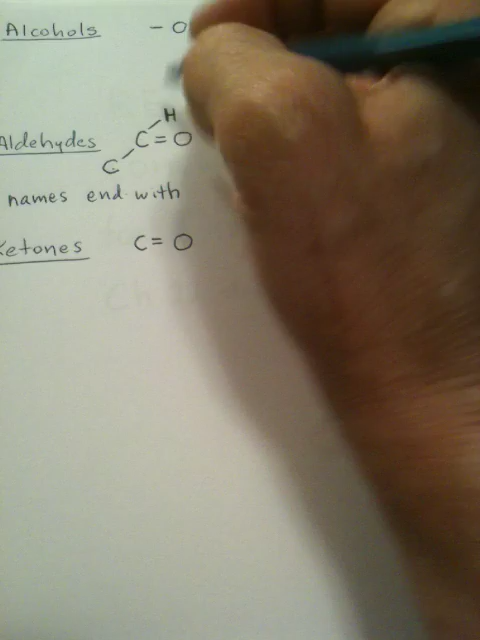 Alcohols - O
H
Aldehydes C = O
C
names end with
Ketones C = O